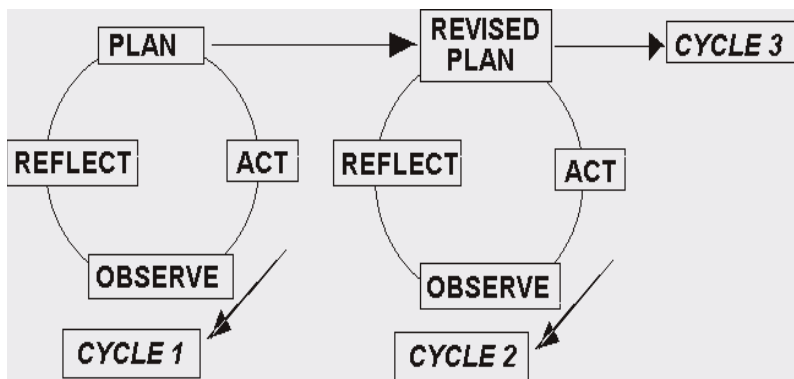 PLAN
REVISED
PLAN
CYCLE 3
REFLECT
ACT
REFLECT
ACT
OBSERVE
OBSERVE
CYCLE 1
CYCLE 2